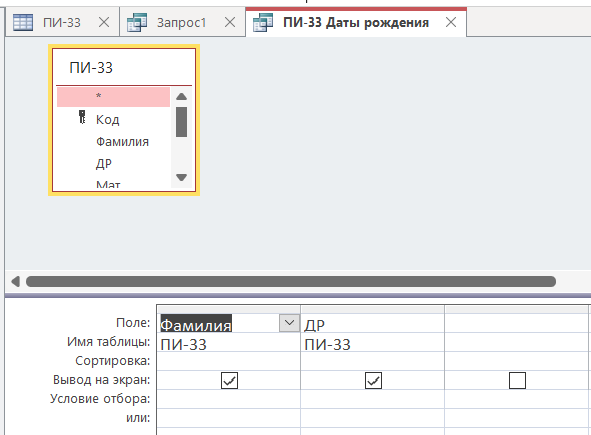 ПИ-33 Запрос1 ПИ-33 Даты рождения
ПИ-33
*
Код
Фамилия
ДР
Мат
Поле: Фамилия ДР
Имя таблицы: ПИ-33 ПИ-33
Сортировка:
Вывод на экран:
Условие отбора:
или: